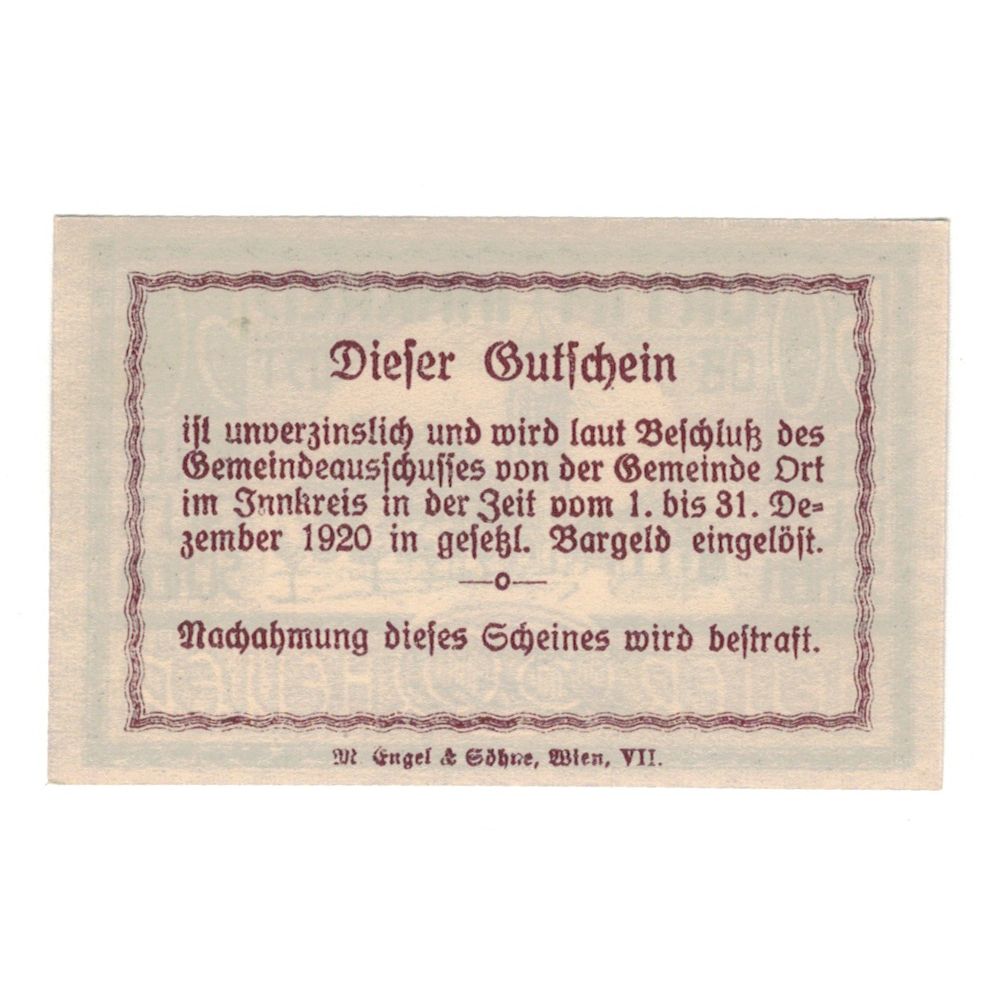 Dieser Gutschein
ist unverzinslich und wird laut Beschluß des
Gemeindeausschusses von der Gemeinde Ort
im Innkreis in der Zeit vom 1. bis 31. De=
zember 1920 in gesetzl. Bargeld eingelöst.
Nachahmung dieses Scheines wird bestraft.
M. Engel & Söhne, Wien, VII.